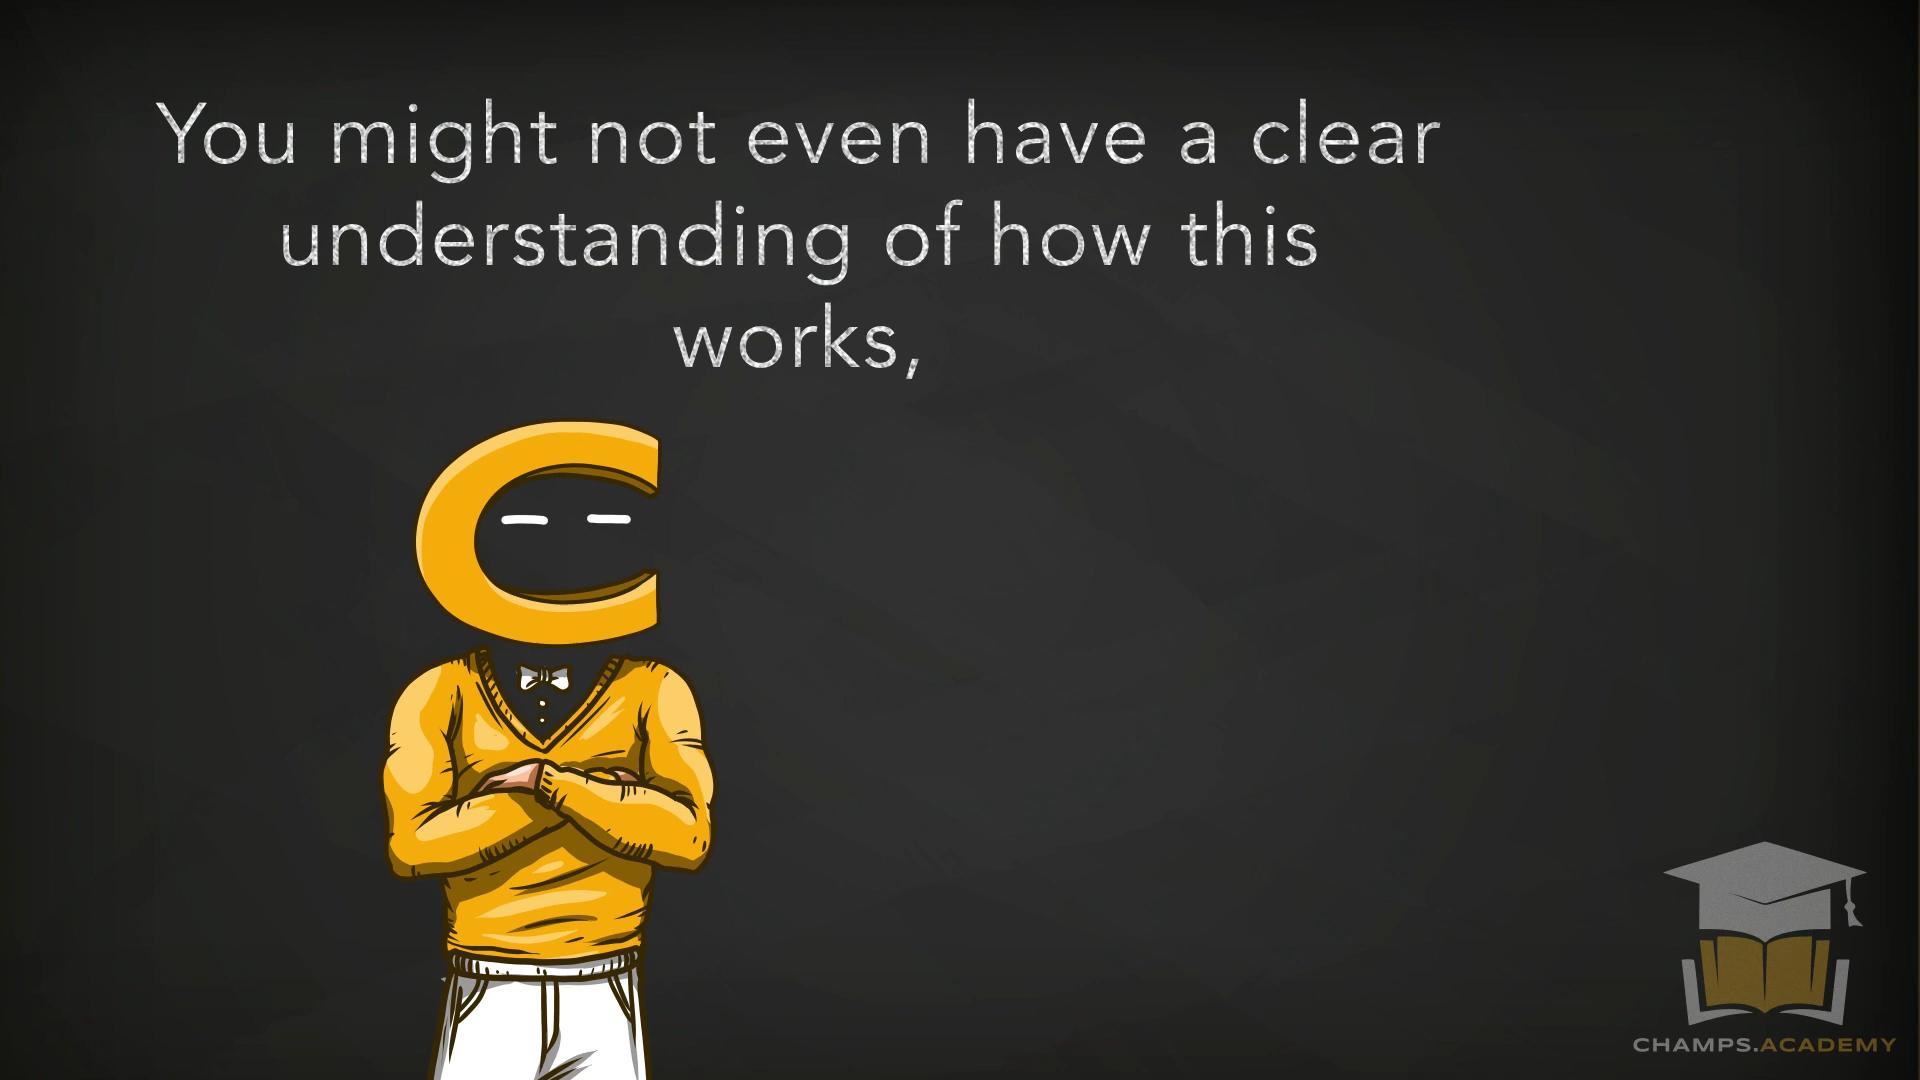 You might not even have a clear
understanding of how this
works,
C
CHAMPS.ACADEMY